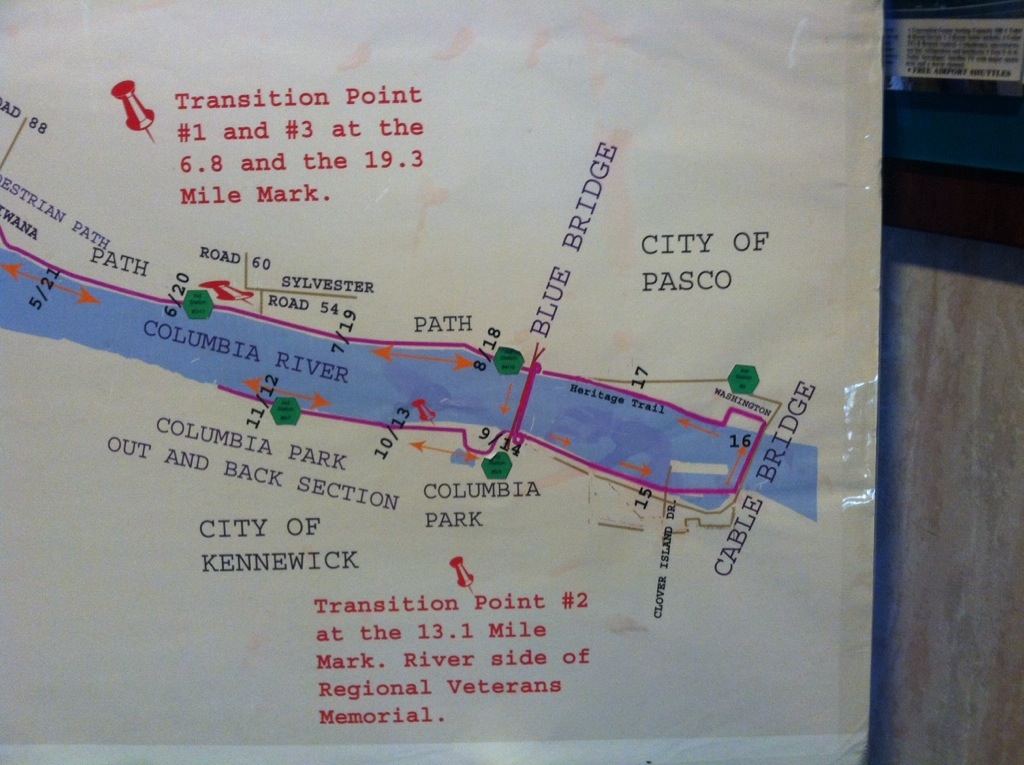 Transition Point
#1 and #3 at the
6.8 and the 19.3
Mile Mark.
ROAD 88
PATH
5/21
6/20
ROAD 60
SYLVESTER
ROAD 54
7/19
PATH
8/18
BLUE BRIDGE
CITY OF
PASCO
COLUMBIA RIVER
17
Heritage Trail
WASHINGTON
16
CABLE BRIDGE
11/12
10/13
9/14
15
COLUMBIA PARK
OUT AND BACK SECTION
COLUMBIA
PARK
CLOVER ISLAND DR.
CITY OF
KENNEWICK
Transition Point #2
at the 13.1 Mile
Mark. River side of
Regional Veterans
Memorial.
* FREE AIRPORT SHUTTLES